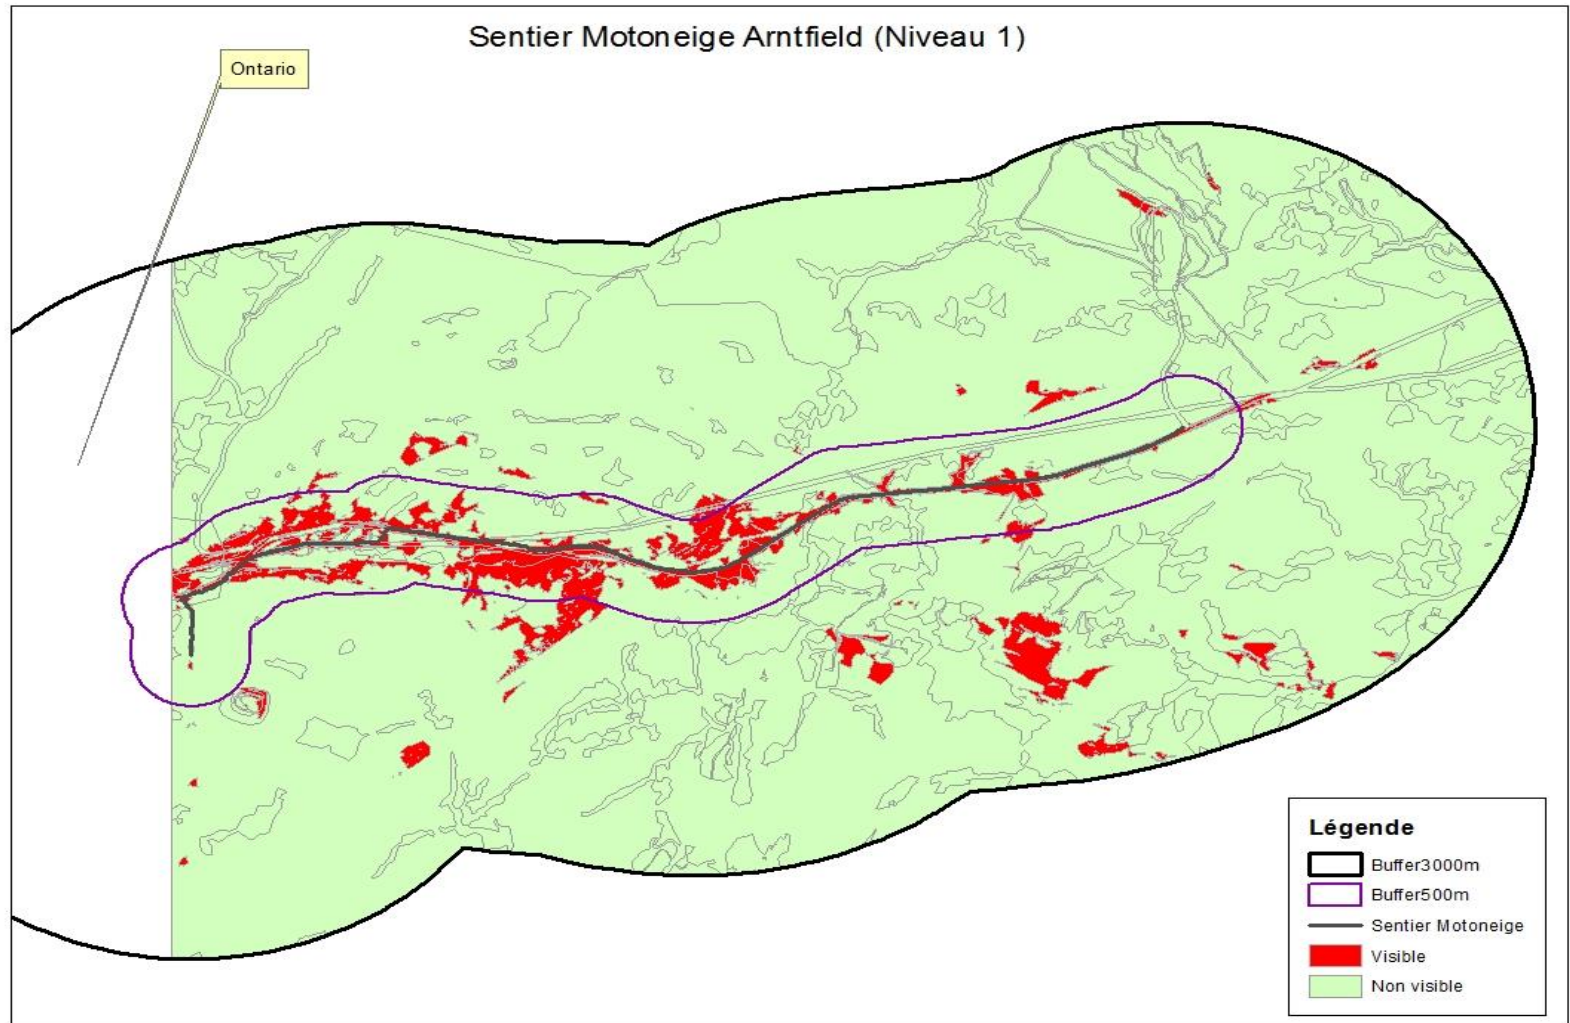 Sentier Motoneige Arntfield (Niveau 1)
Ontario
Légende
Buffer3000m
Buffer500m
Sentier Motoneige
Visible
Non visible